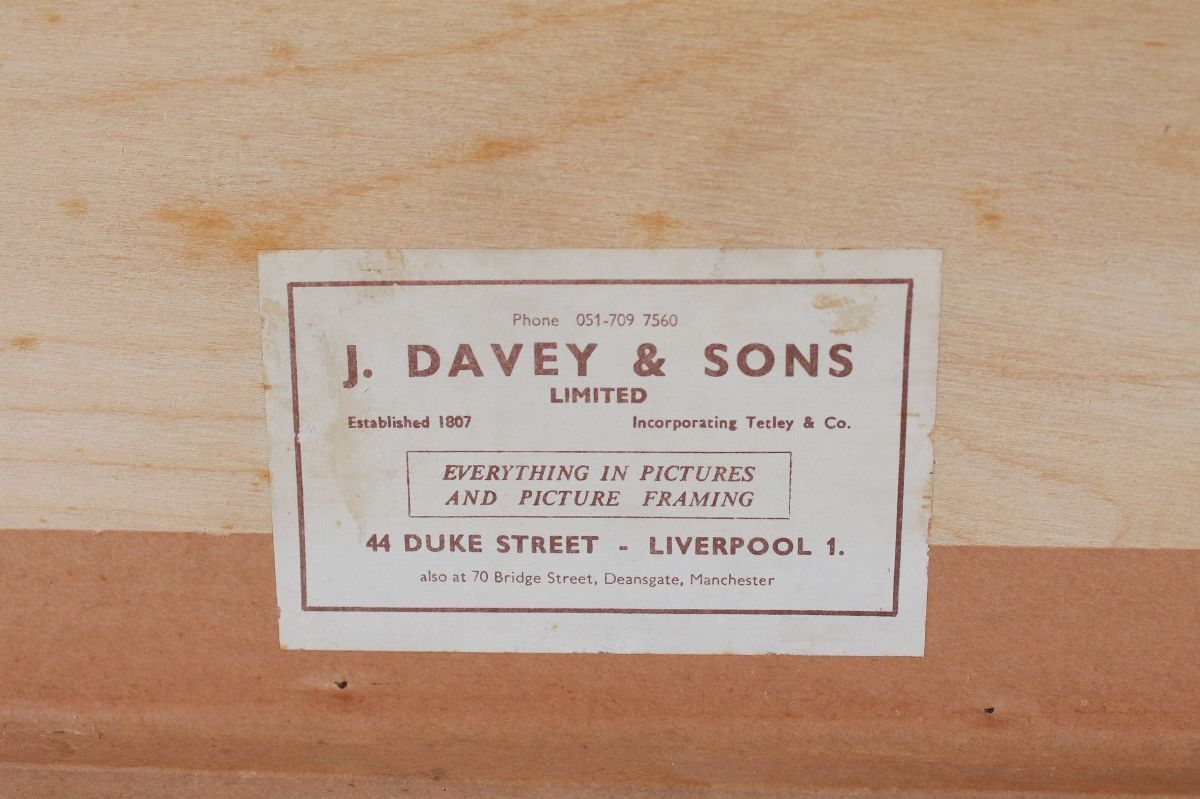 Phone 051-709 7560
J. DAVEY & SONS
LIMITED
Established 1807 Incorporating Tetley & Co.
EVERYTHING IN PICTURES
AND PICTURE FRAMING
44 DUKE STREET - LIVERPOOL 1.
also at 70 Bridge Street, Deansgate, Manchester